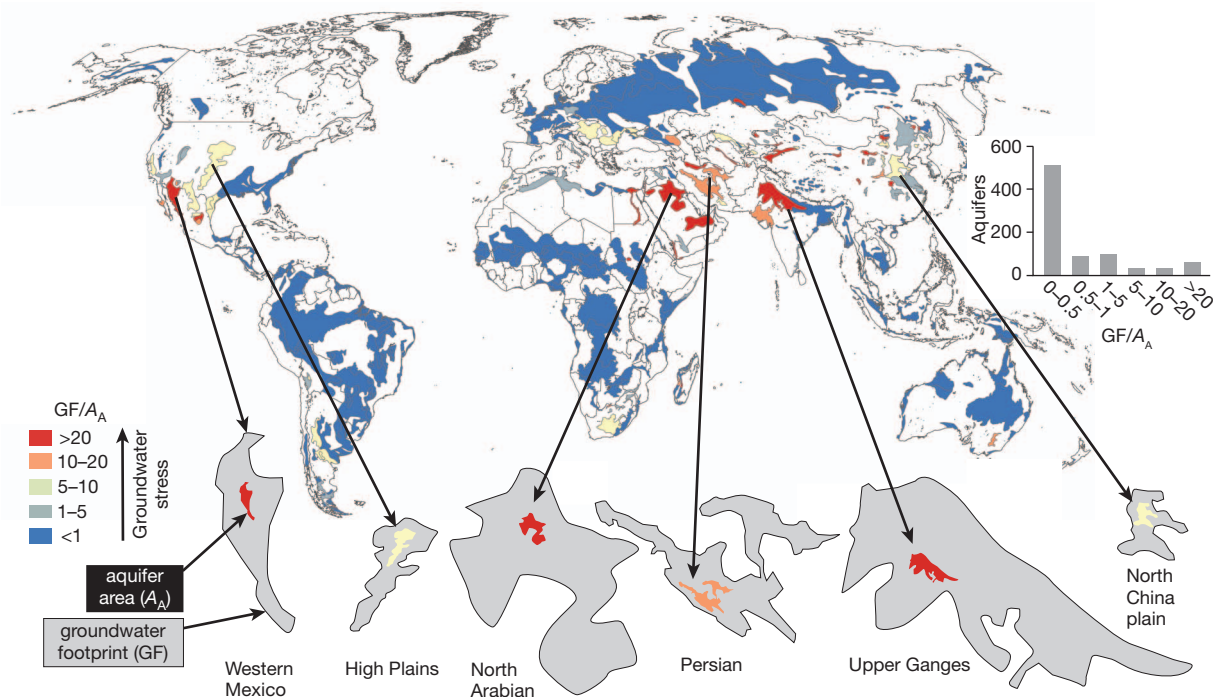 600
400
200
0
Aquifers
0–0.5
0.5–1
1–5
5–10
10–20
>20
GF/AA
GF/AA
>20
10–20
5–10
1–5
<1
Groundwater
stress
aquifer
area (AA)
groundwater
footprint (GF)
Western
Mexico
High Plains
North
Arabian
Persian
Upper Ganges
North
China
plain